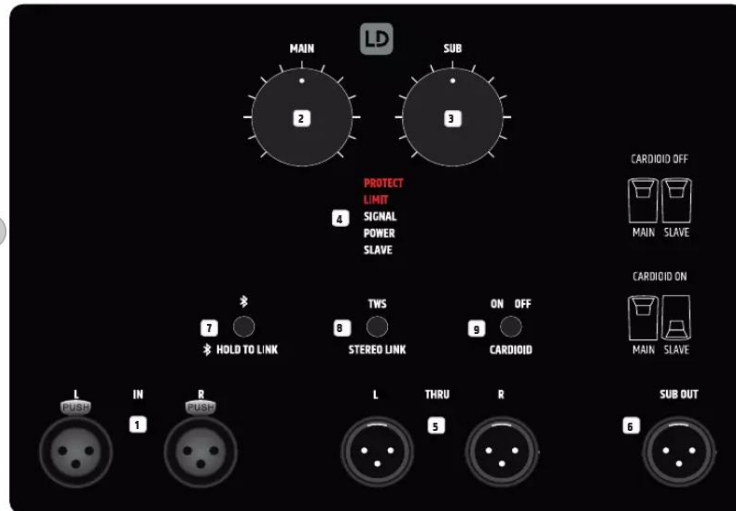 LD
MAIN SUB
2 3
CARDIOID OFF
PROTECT
LIMIT
4 SIGNAL
POWER
SLAVE
MAIN SLAVE
CARDIOID ON
ON OFF
TWS
7 8 9
HOLD TO LINK STEREO LINK CARDIOID
MAIN SLAVE
L IN R L THRU R SUB OUT
PUSH PUSH
1 5 6